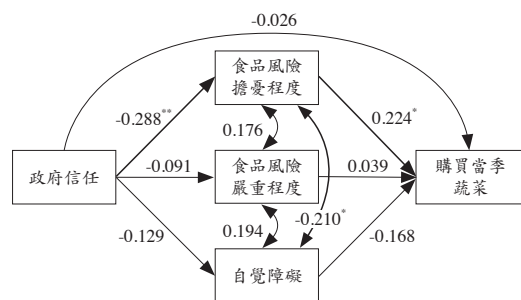 -0.026
食品風險
擔憂程度
-0.288**
0.224*
0.176
政府信任
-0.091
食品風險
嚴重程度
0.039
購買當季
蔬菜
-0.210*
0.194
-0.129
-0.168
自覺障礙